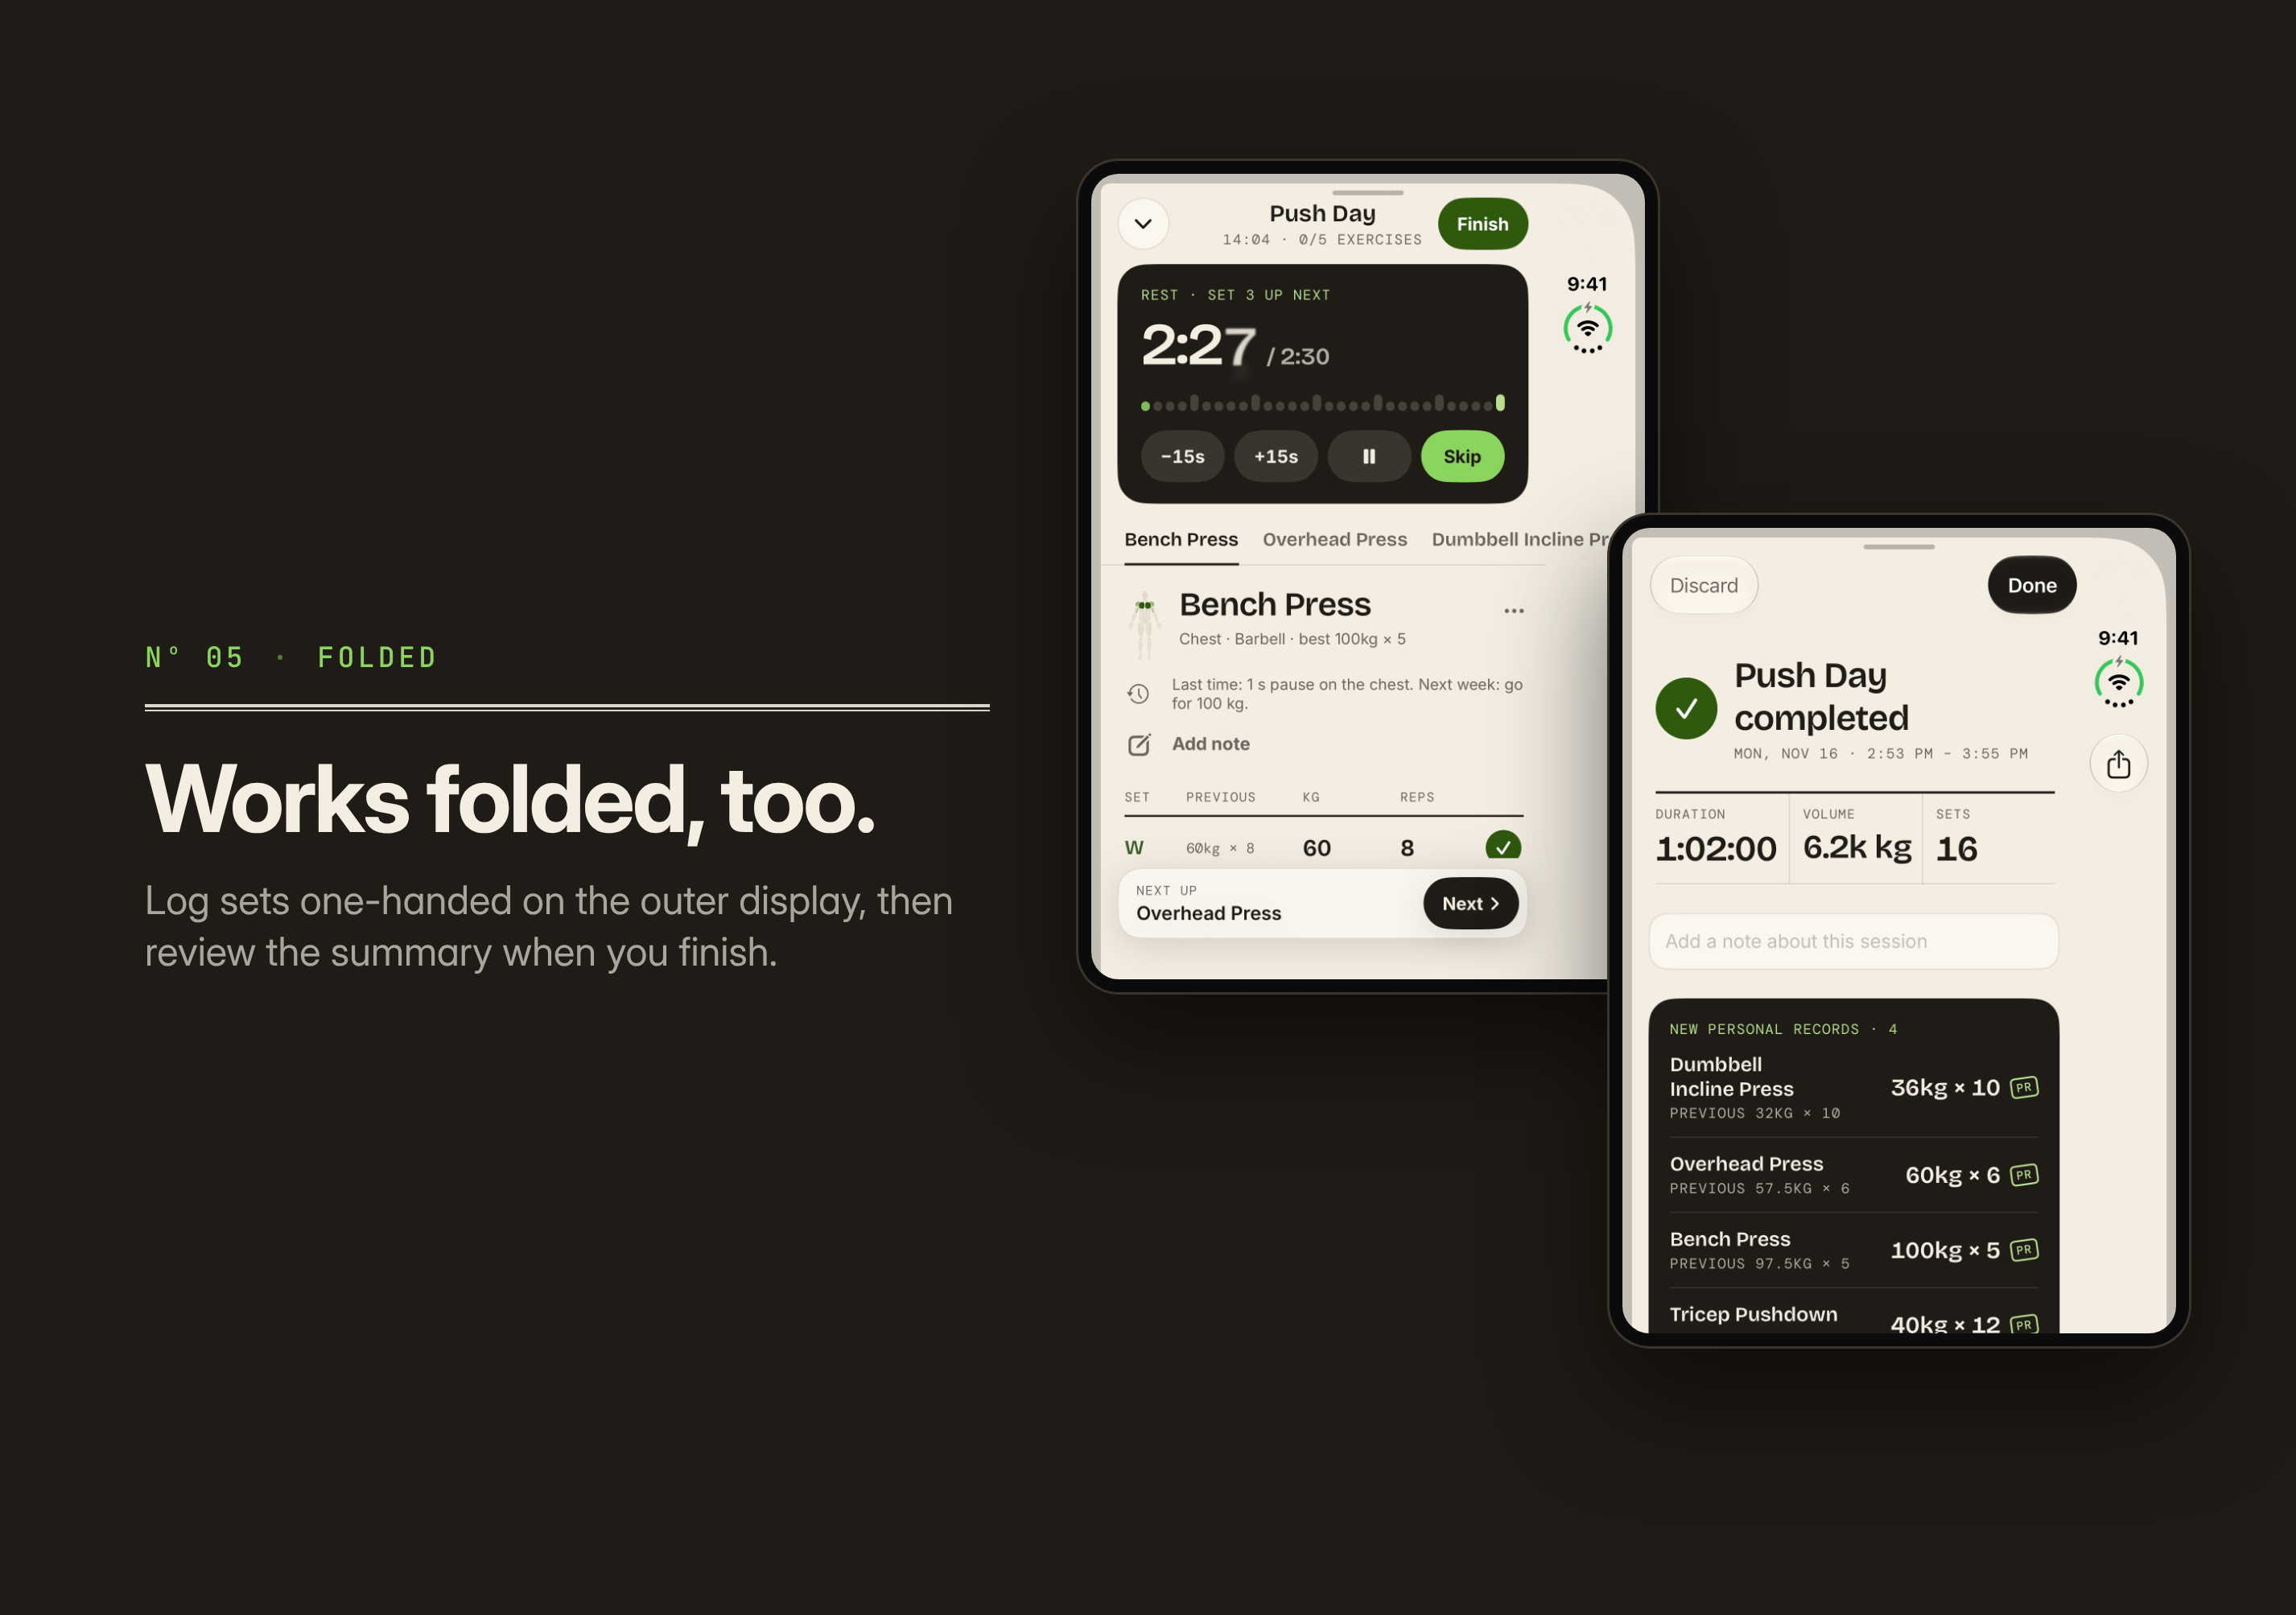 N° 05 · FOLDED
Works folded, too.
Log sets one-handed on the outer display, then
review the summary when you finish.
Push Day
14:04 · 0/5 EXERCISES
Finish
9:41
REST · SET 3 UP NEXT
2:27 / 2:30
−15s
+15s
Skip
Bench Press
Overhead Press
Dumbbell Incline Pr
Bench Press
Chest · Barbell · best 100kg × 5
Last time: 1 s pause on the chest. Next week: go
for 100 kg.
Add note
SET PREVIOUS KG REPS
W 60kg × 8 60 8
NEXT UP
Overhead Press
Next
Discard
Done
9:41
Push Day
completed
MON, NOV 16 · 2:53 PM – 3:55 PM
DURATION VOLUME SETS
1:02:00 6.2k kg 16
Add a note about this session
NEW PERSONAL RECORDS · 4
Dumbbell
Incline Press
36kg × 10 PR
PREVIOUS 32KG × 10
Overhead Press
60kg × 6 PR
PREVIOUS 57.5KG × 6
Bench Press
100kg × 5 PR
PREVIOUS 97.5KG × 5
Tricep Pushdown
40kg × 12 PR